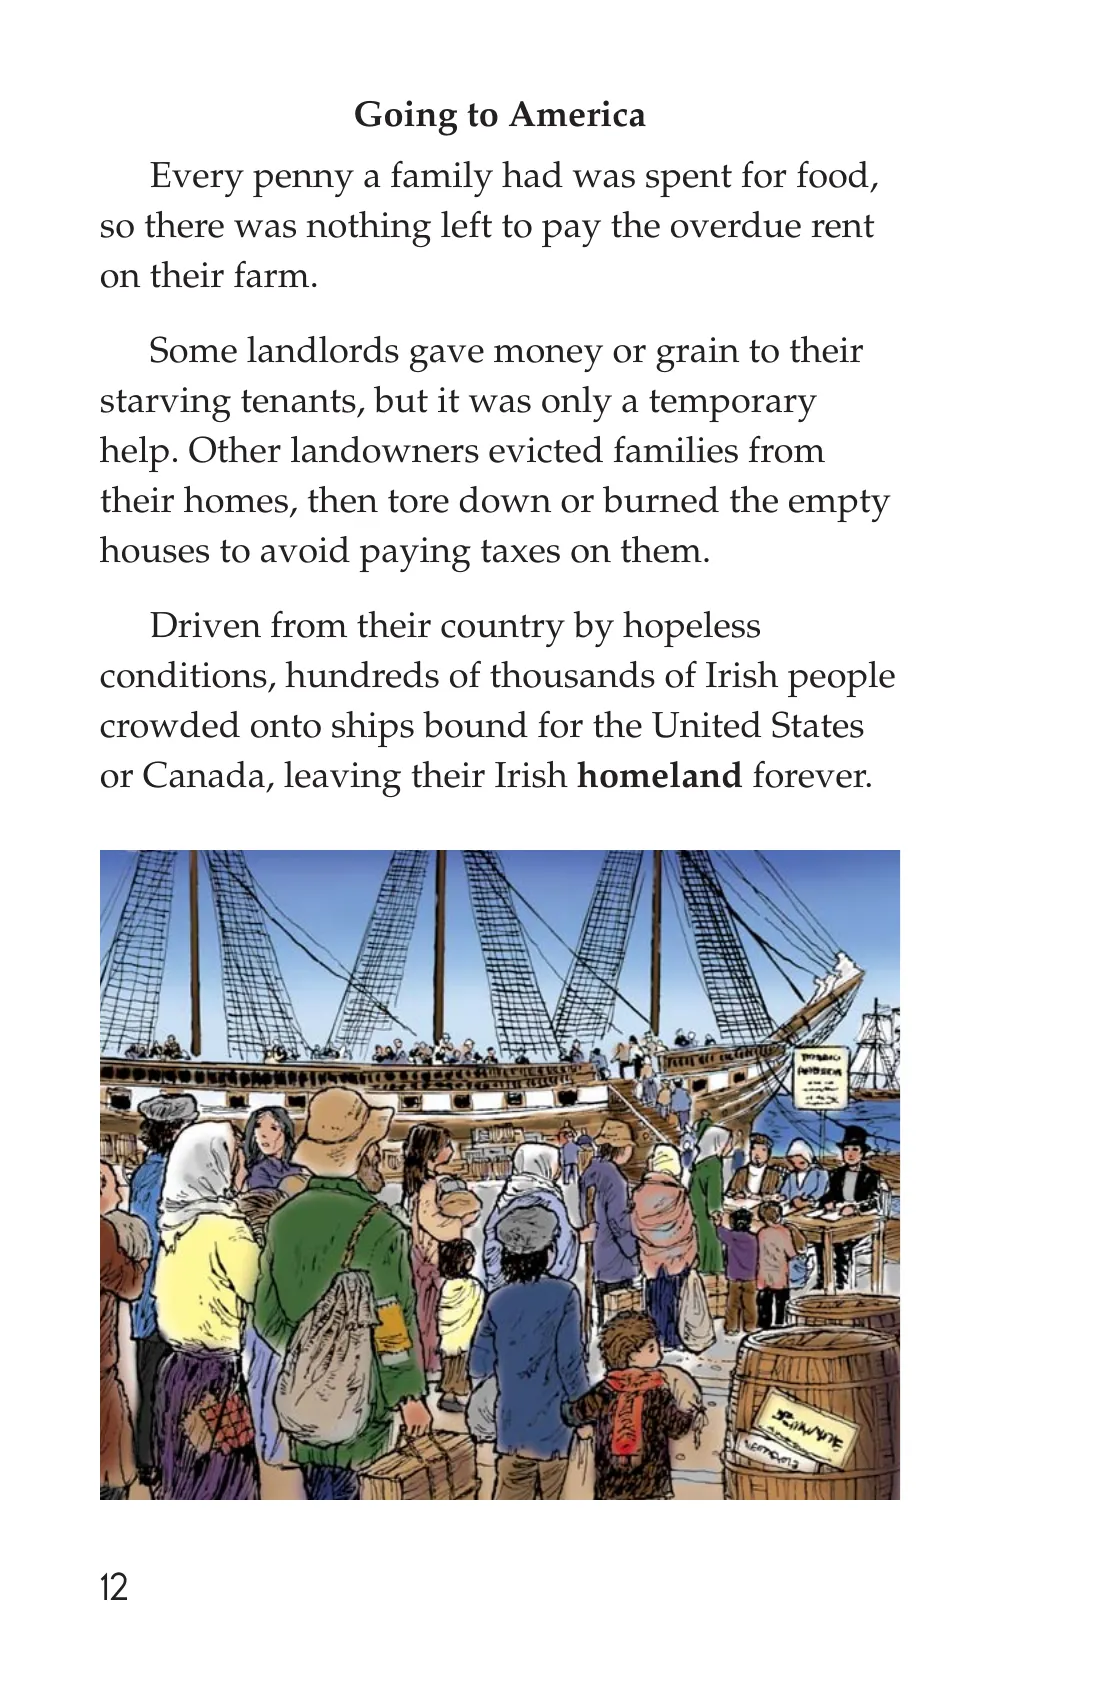 Going to America
Every penny a family had was spent for food,
so there was nothing left to pay the overdue rent
on their farm.
Some landlords gave money or grain to their
starving tenants, but it was only a temporary
help. Other landowners evicted families from
their homes, then tore down or burned the empty
houses to avoid paying taxes on them.
Driven from their country by hopeless
conditions, hundreds of thousands of Irish people
crowded onto ships bound for the United States
or Canada, leaving their Irish homeland forever.
12